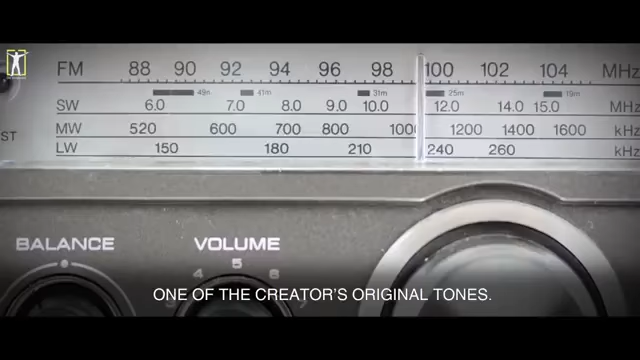 FM 88 90 92 94 96 98 100 102 104 MHz
49m 41m 31m 25m 19m
SW 6.0 7.0 8.0 9.0 10.0 12.0 14.0 15.0 MHz
MW 520 600 700 800 1000 1200 1400 1600 kHz
ST
LW 150 180 210 240 260 kHz
BALANCE VOLUME
4 5 6
ONE OF THE CREATOR'S ORIGINAL TONES.